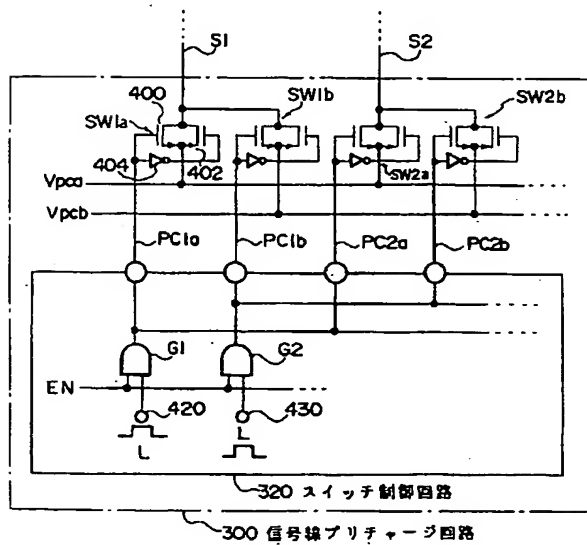 S1 S2
400 SW1b SW2b
SW1a
404 402 SW2a
Vpca
Vpcb
PC1a PC1b PC2a PC2b
G1 G2
EN
420 430
L L
320 スイッチ制御回路
300 信号線プリチャージ回路